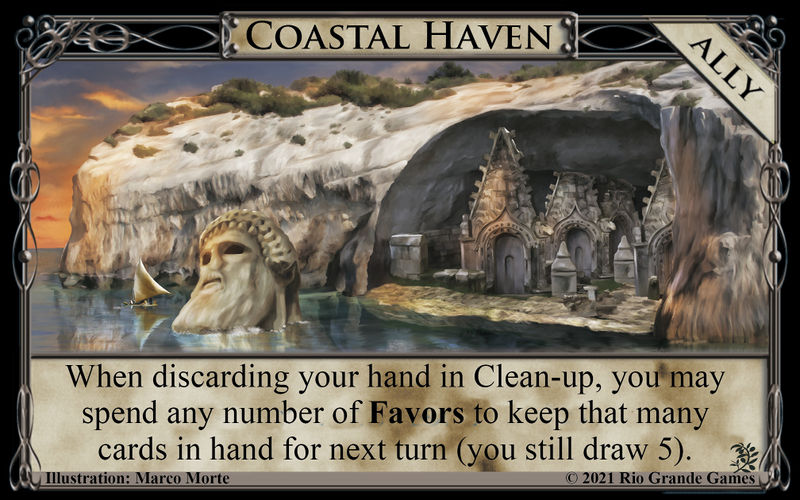 COASTAL HAVEN
ALLY
When discarding your hand in Clean-up, you may
spend any number of Favors to keep that many
cards in hand for next turn (you still draw 5).
Illustration: Marco Morte © 2021 Rio Grande Games